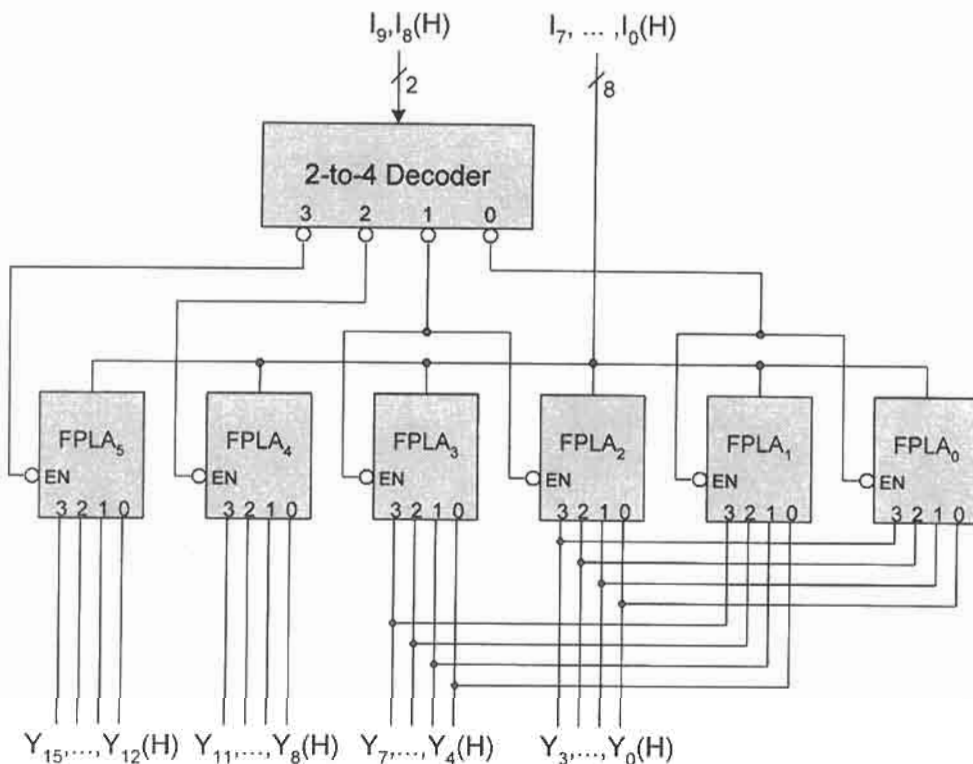 I₉,I₈(H) I₇, ... ,I₀(H)
2 8
2-to-4 Decoder
3 2 1 0
FPLA₅ FPLA₄ FPLA₃ FPLA₂ FPLA₁ FPLA₀
EN EN EN EN EN EN
3 2 1 0 3 2 1 0 3 2 1 0 3 2 1 0 3 2 1 0 3 2 1 0
Y₁₅,...,Y₁₂(H) Y₁₁,...,Y₈(H) Y₇,...,Y₄(H) Y₃,...,Y₀(H)